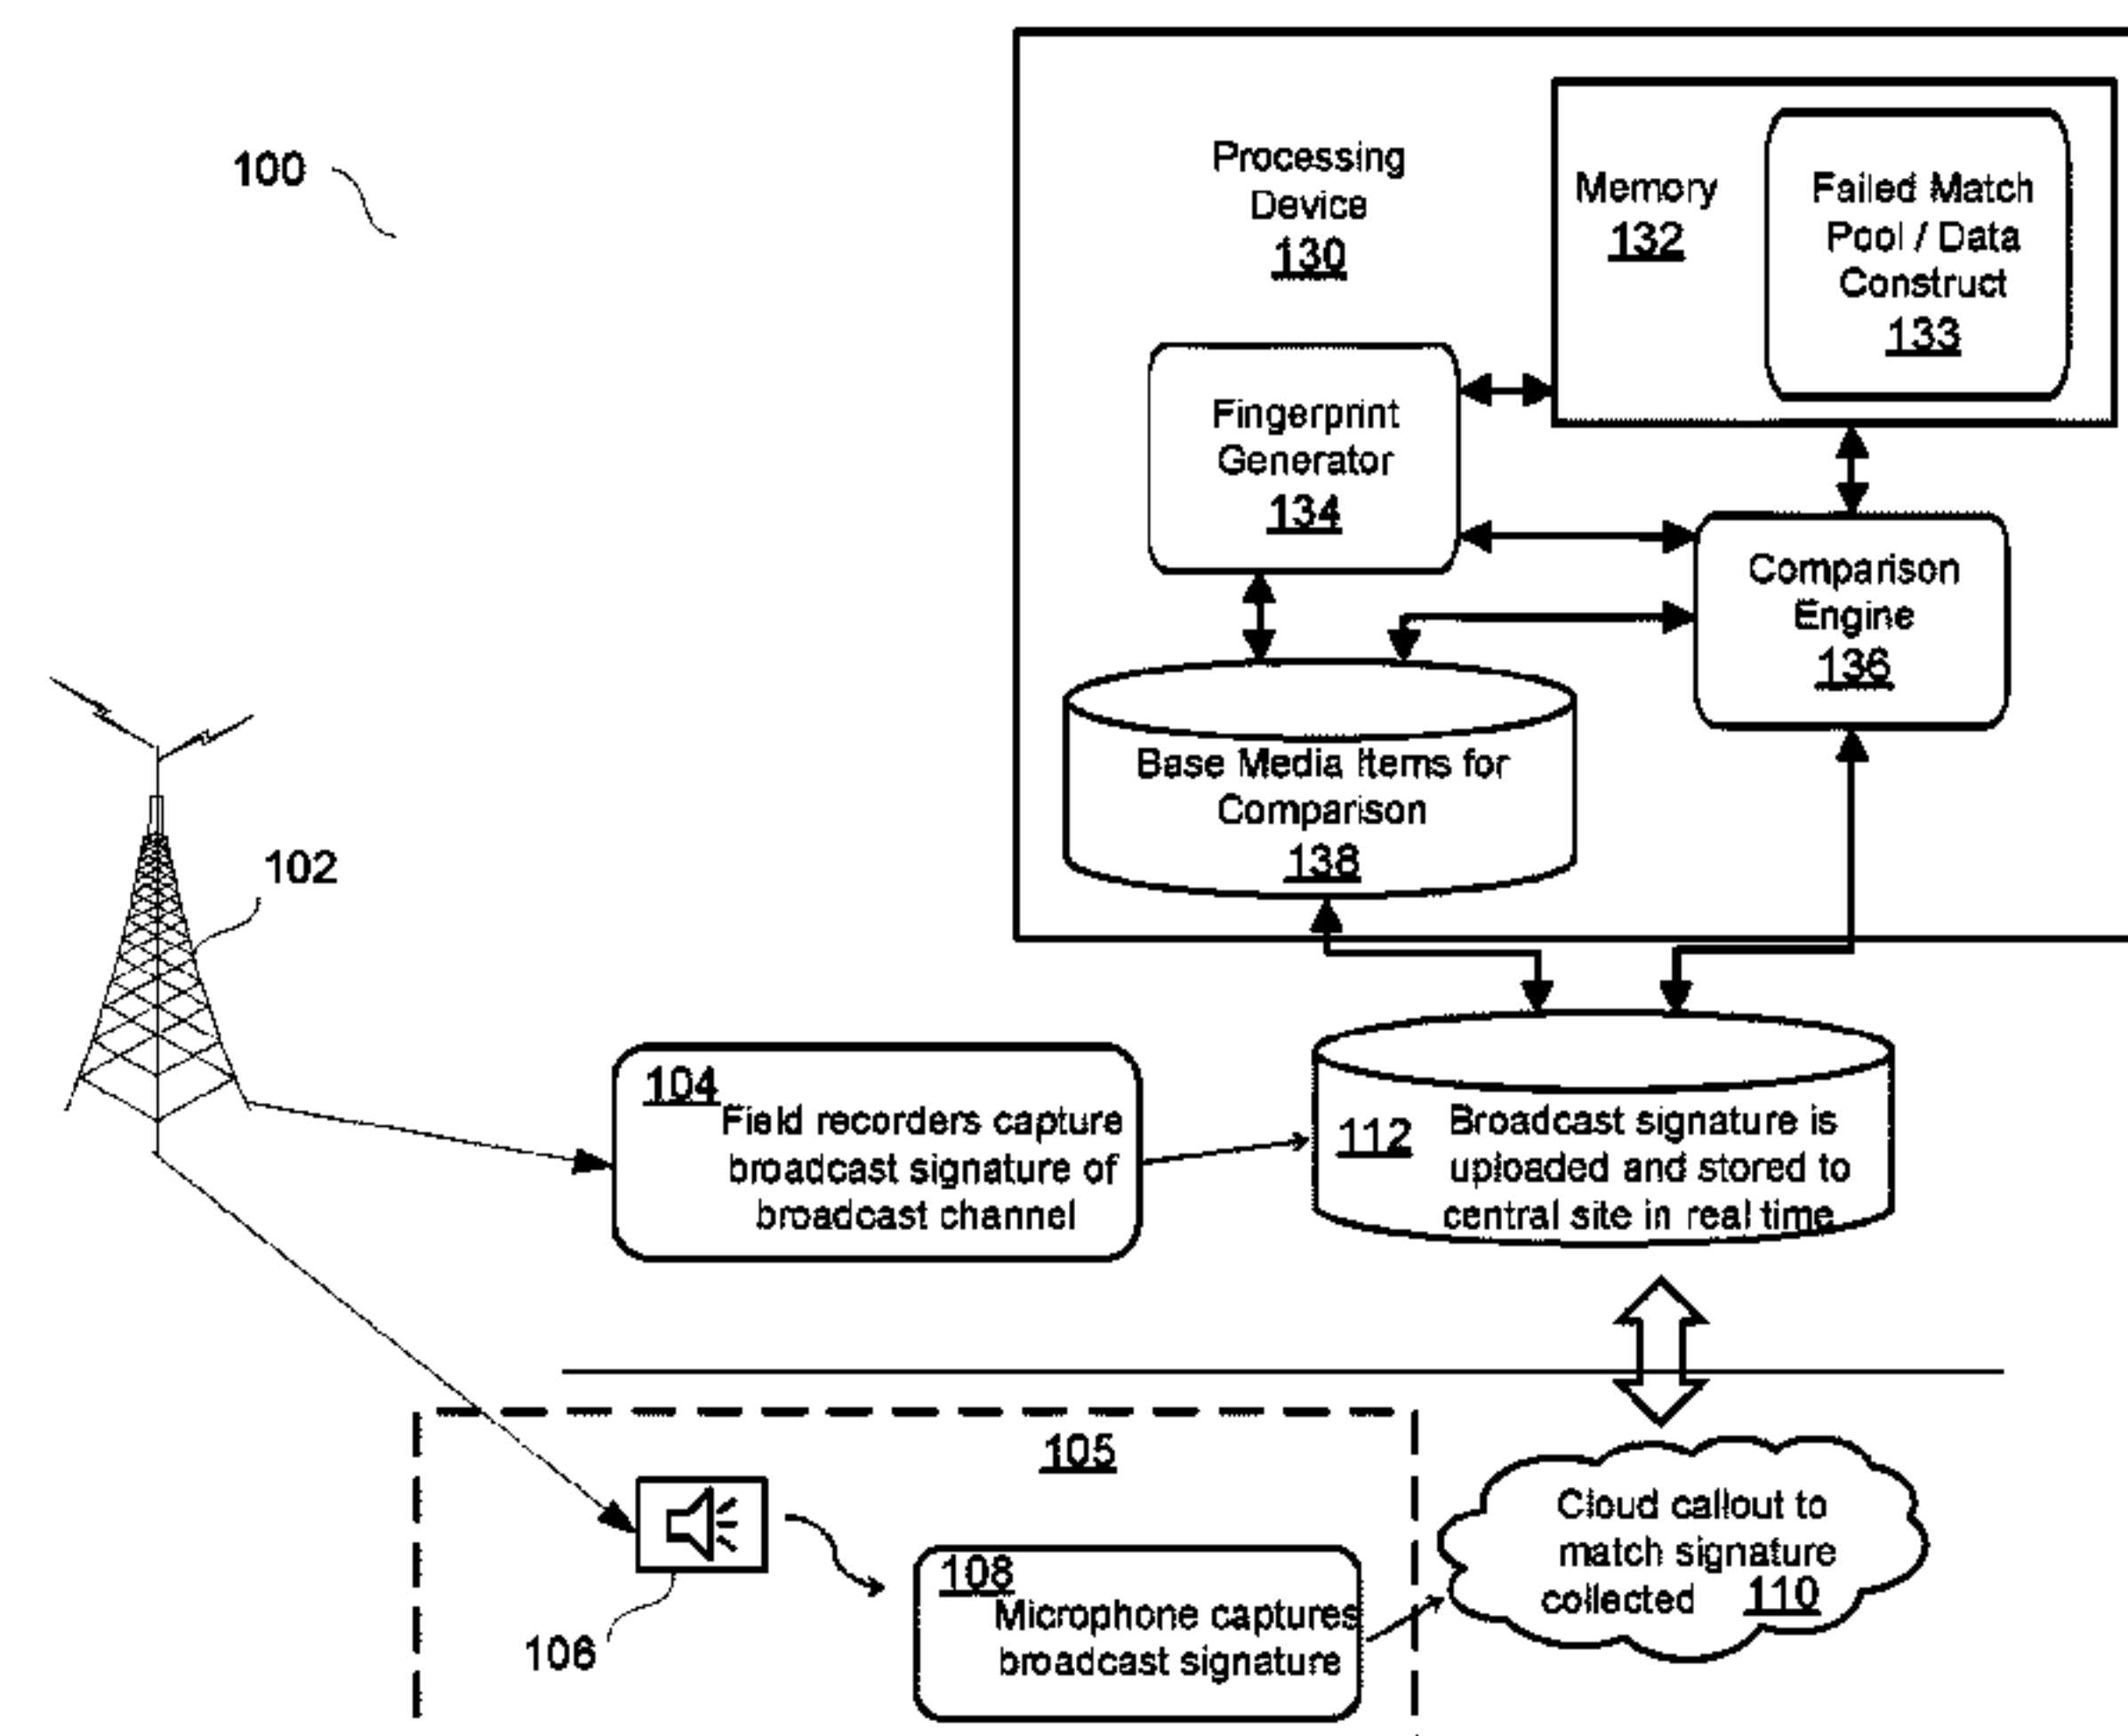 100
Processing
Device
130
Memory
132
Failed Match
Pool / Data
Construct
133
Fingerprint
Generator
134
Comparison
Engine
136
Base Media Items for
Comparison
138
102
104
Field recorders capture
broadcast signature of
broadcast channel
112
Broadcast signature is
uploaded and stored to
central site in real time
105
106
108
Microphone captures
broadcast signature
Cloud callout to
match signature
collected 110